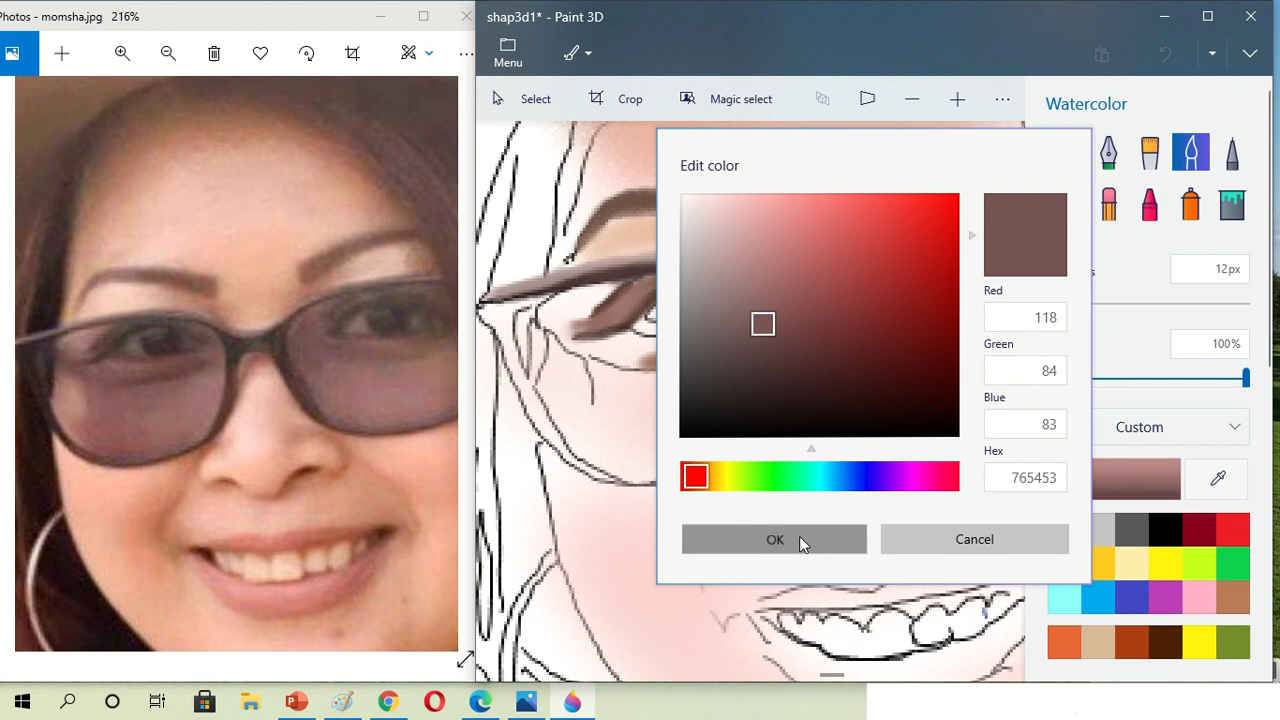 Photos - momsha.jpg 216%
shap3d1* - Paint 3D
Menu
Select
Crop
Magic select
Watercolor
Edit color
12px
Red
118
Green
84
100%
Blue
83
Custom
Hex
765453
OK
Cancel